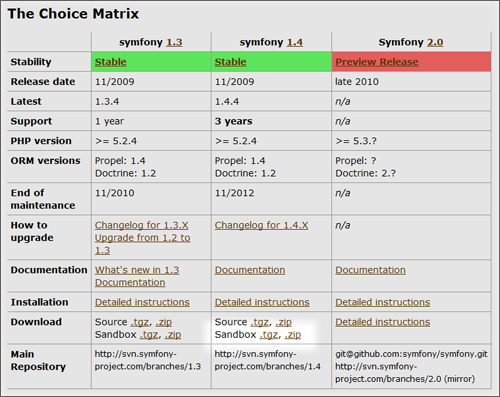 The Choice Matrix
symfony 1.3 symfony 1.4 Symfony 2.0
Stability Stable Stable Preview Release
Release date 11/2009 11/2009 late 2010
Latest 1.3.4 1.4.4 n/a
Support 1 year 3 years n/a
PHP version >= 5.2.4 >= 5.2.4 >= 5.3.?
ORM versions Propel: 1.4 Propel: 1.4 Propel: ?
Doctrine: 1.2 Doctrine: 1.2 Doctrine: 2.?
End of 11/2010 11/2012 n/a
maintenance
How to Changelog for 1.3.X Changelog for 1.4.X n/a
upgrade Upgrade from 1.2 to
1.3
Documentation What's new in 1.3 Documentation Documentation
Documentation
Installation Detailed instructions Detailed instructions Detailed instructions
Download Source .tgz, .zip Source .tgz, .zip Detailed instructions
Sandbox .tgz, .zip Sandbox .tgz, .zip
Main http://svn.symfony- http://svn.symfony- git@github.com:symfony/symfony.git
Repository project.com/branches/1.3 project.com/branches/1.4 http://svn.symfony-
project.com/branches/2.0 (mirror)